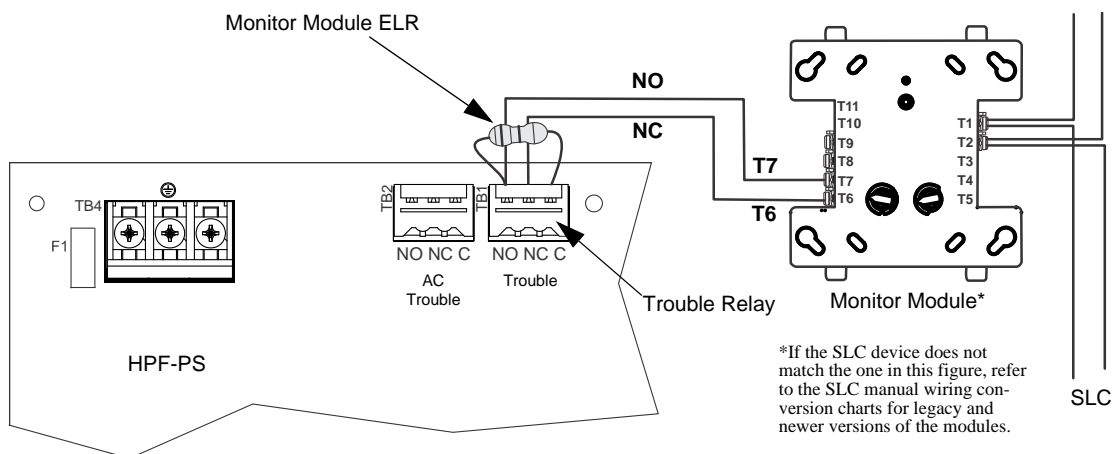 Monitor Module ELR
NO
NC
T7
T6
T11
T10
T9
T8
T7
T6
T1
T2
T3
T4
T5
TB4
F1
TB2
TB1
NO NC C
AC
Trouble
NO NC C
Trouble
Trouble Relay
HPF-PS
Monitor Module*
*If the SLC device does not
match the one in this figure, refer
to the SLC manual wiring con-
version charts for legacy and
newer versions of the modules.
SLC